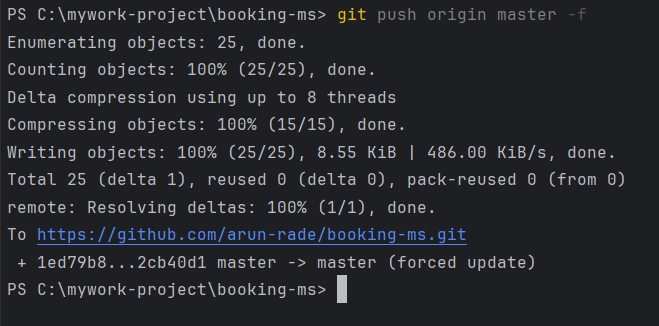 PS C:\mywork-project\booking-ms> git push origin master -f
Enumerating objects: 25, done.
Counting objects: 100% (25/25), done.
Delta compression using up to 8 threads
Compressing objects: 100% (15/15), done.
Writing objects: 100% (25/25), 8.55 KiB | 486.00 KiB/s, done.
Total 25 (delta 1), reused 0 (delta 0), pack-reused 0 (from 0)
remote: Resolving deltas: 100% (1/1), done.
To https://github.com/arun-rade/booking-ms.git
 + 1ed79b8...2cb40d1 master -> master (forced update)
PS C:\mywork-project\booking-ms>